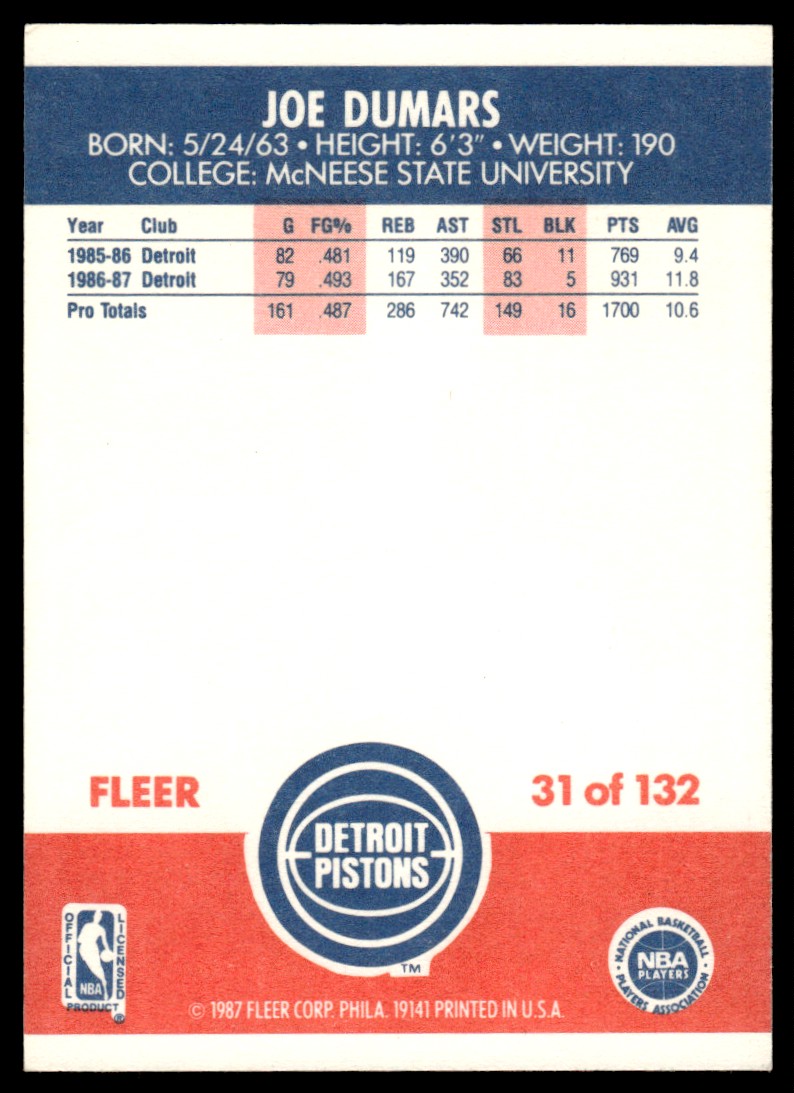 JOE DUMARS
BORN: 5/24/63 • HEIGHT: 6'3" • WEIGHT: 190
COLLEGE: McNEESE STATE UNIVERSITY
Year Club G FG% REB AST STL BLK PTS AVG
1985-86 Detroit 82 .481 119 390 66 11 769 9.4
1986-87 Detroit 79 .493 167 352 83 5 931 11.8
Pro Totals 161 .487 286 742 149 16 1700 10.6
FLEER 31 of 132
DETROIT
PISTONS
TM
OFFICIAL
LICENSED
NBA
PRODUCT ®
• NATIONAL BASKETBALL •
NBA
PLAYERS
PLAYERS ASSOCIATION
© 1987 FLEER CORP. PHILA. 19141 PRINTED IN U.S.A.